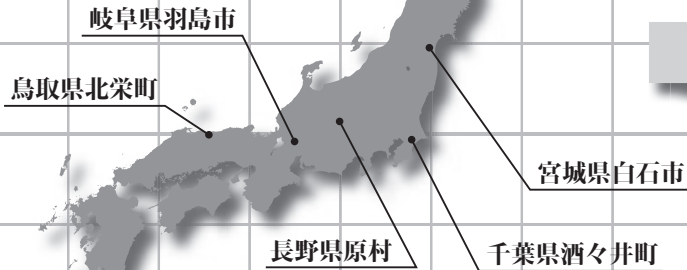 岐阜県羽島市
鳥取県北栄町
宮城県白石市
長野県原村
千葉県酒々井町